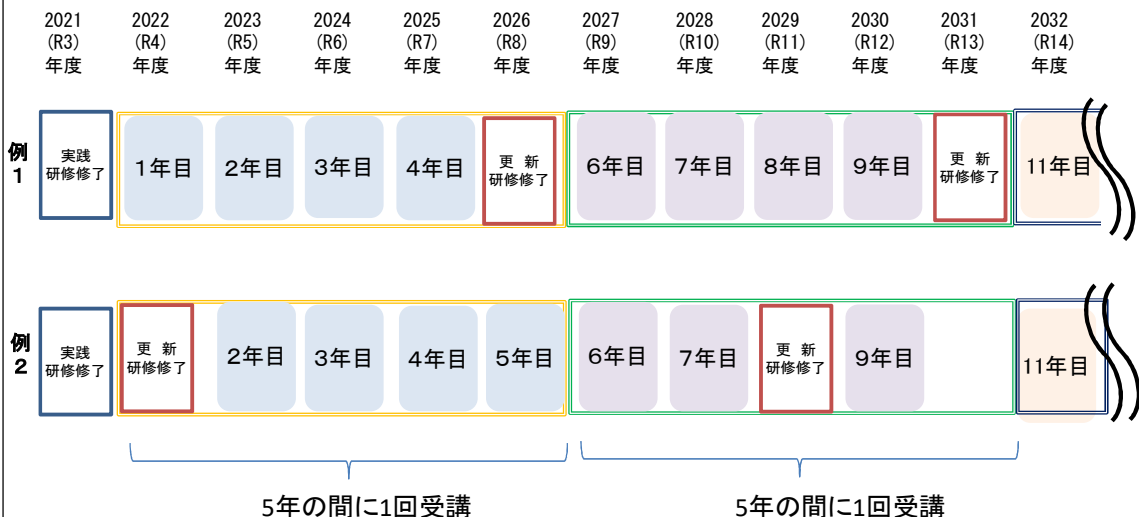 2021 2022 2023 2024 2025 2026 2027 2028 2029 2030 2031 2032
(R3) (R4) (R5) (R6) (R7) (R8) (R9) (R10) (R11) (R12) (R13) (R14)
年度 年度 年度 年度 年度 年度 年度 年度 年度 年度 年度 年度
例
1
実践
研修修了
1年目
2年目
3年目
4年目
更 新
研修修了
6年目
7年目
8年目
9年目
更 新
研修修了
11年目
例
2
実践
研修修了
更 新
研修修了
2年目
3年目
4年目
5年目
6年目
7年目
更 新
研修修了
9年目
11年目
5年の間に1回受講
5年の間に1回受講